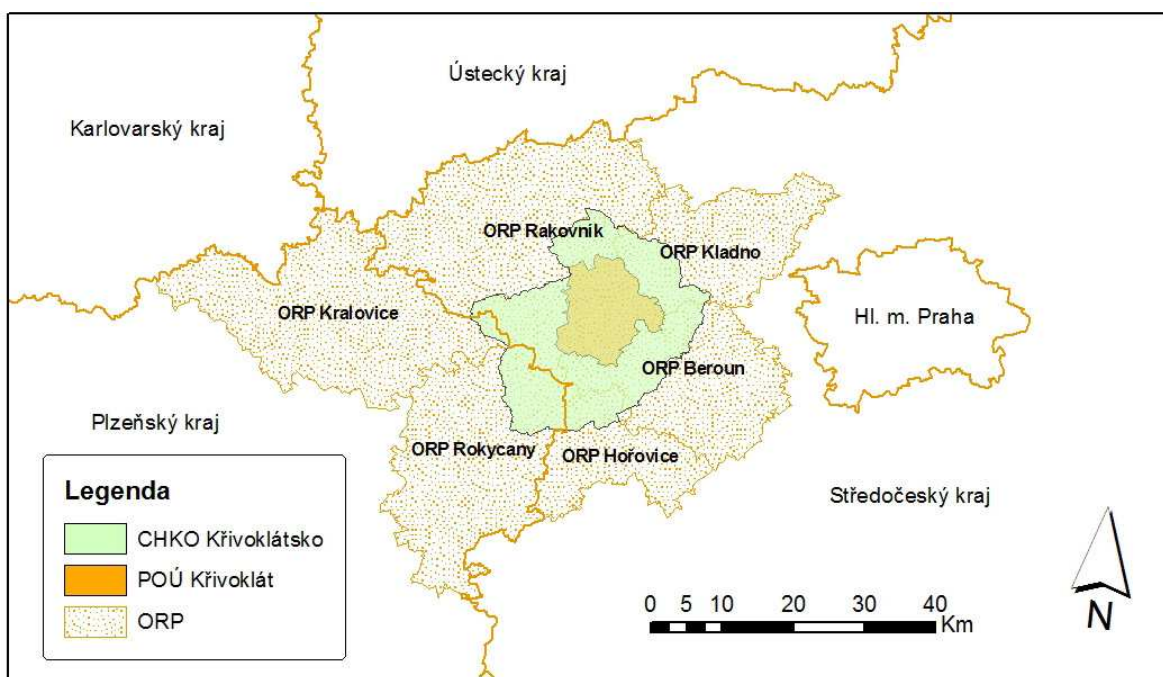 Ústecký kraj
Karlovarský kraj
ORP Rakovník
ORP Kladno
ORP Kralovice
Hl. m. Praha
ORP Beroun
Plzeňský kraj
ORP Rokycany
ORP Hořovice
Středočeský kraj
Legenda
CHKO Křivoklátsko
POÚ Křivoklát
ORP
0 5 10 20 30 40
Km
N